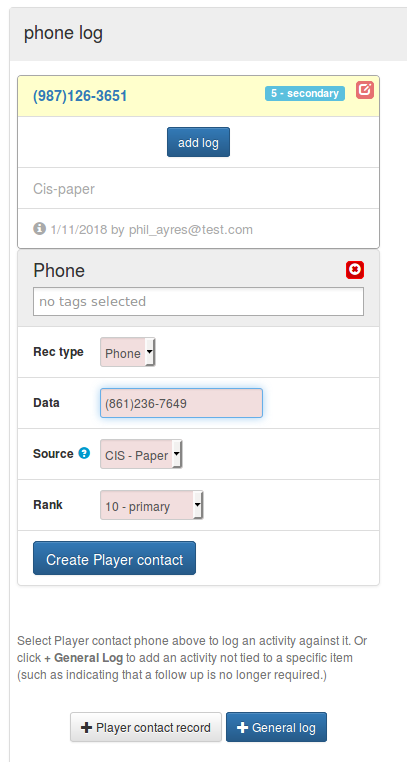 phone log
(987)126-3651 5 - secondary
add log
Cis-paper
1/11/2018 by phil_ayres@test.com
Phone
no tags selected
Rec type Phone
Data (861)236-7649
Source CIS - Paper
Rank 10 - primary
Create Player contact
Select Player contact phone above to log an activity against it. Or
click + General Log to add an activity not tied to a specific item
(such as indicating that a follow up is no longer required.)
+ Player contact record + General log